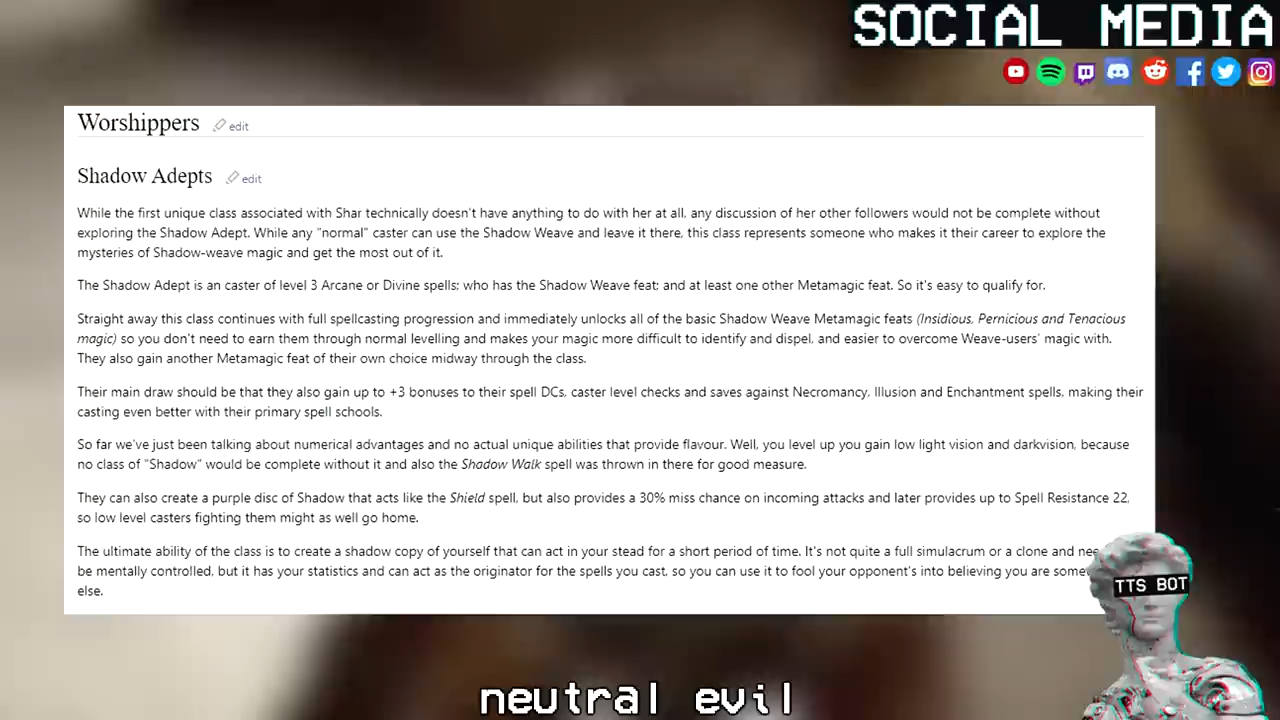 SOCIAL MEDIA
Worshippers edit
Shadow Adepts edit
While the first unique class associated with Shar technically doesn't have anything to do with her at all, any discussion of her other followers would not be complete without
exploring the Shadow Adept. While any "normal" caster can use the Shadow Weave and leave it there, this class represents someone who makes it their career to explore the
mysteries of Shadow-weave magic and get the most out of it.
The Shadow Adept is an caster of level 3 Arcane or Divine spells; who has the Shadow Weave feat; and at least one other Metamagic feat. So it's easy to qualify for.
Straight away this class continues with full spellcasting progression and immediately unlocks all of the basic Shadow Weave Metamagic feats (Insidious, Pernicious and Tenacious
magic) so you don't need to earn them through normal levelling and makes your magic more difficult to identify and dispel, and easier to overcome Weave-users' magic with.
They also gain another Metamagic feat of their own choice midway through the class.
Their main draw should be that they also gain up to +3 bonuses to their spell DCs, caster level checks and saves against Necromancy, Illusion and Enchantment spells, making their
casting even better with their primary spell schools.
So far we've just been talking about numerical advantages and no actual unique abilities that provide flavour. Well, you level up you gain low light vision and darkvision, because
no class of "Shadow" would be complete without it and also the Shadow Walk spell was thrown in there for good measure.
They can also create a purple disc of Shadow that acts like the Shield spell, but also provides a 30% miss chance on incoming attacks and later provides up to Spell Resistance 22,
so low level casters fighting them might as well go home.
The ultimate ability of the class is to create a shadow copy of yourself that can act in your stead for a short period of time. It's not quite a full simulacrum or a clone and
be mentally controlled, but it has your statistics and can act as the originator for the spells you cast, so you can use it to fool your opponent's into believing you are
else.
TTS BOT
neutral evil